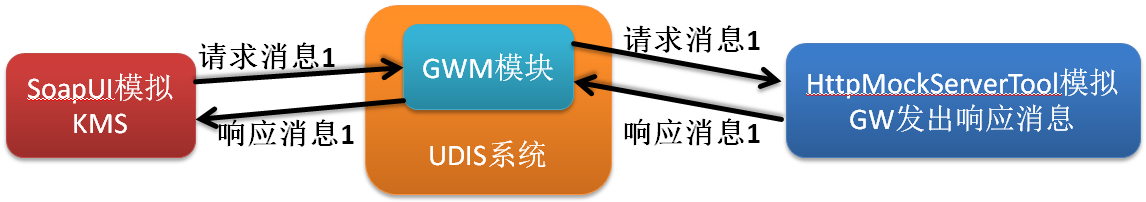 SoapUI模拟
KMS
请求消息1
响应消息1
GWM模块
UDIS系统
请求消息1
响应消息1
HttpMockServerTool模拟
GW发出响应消息